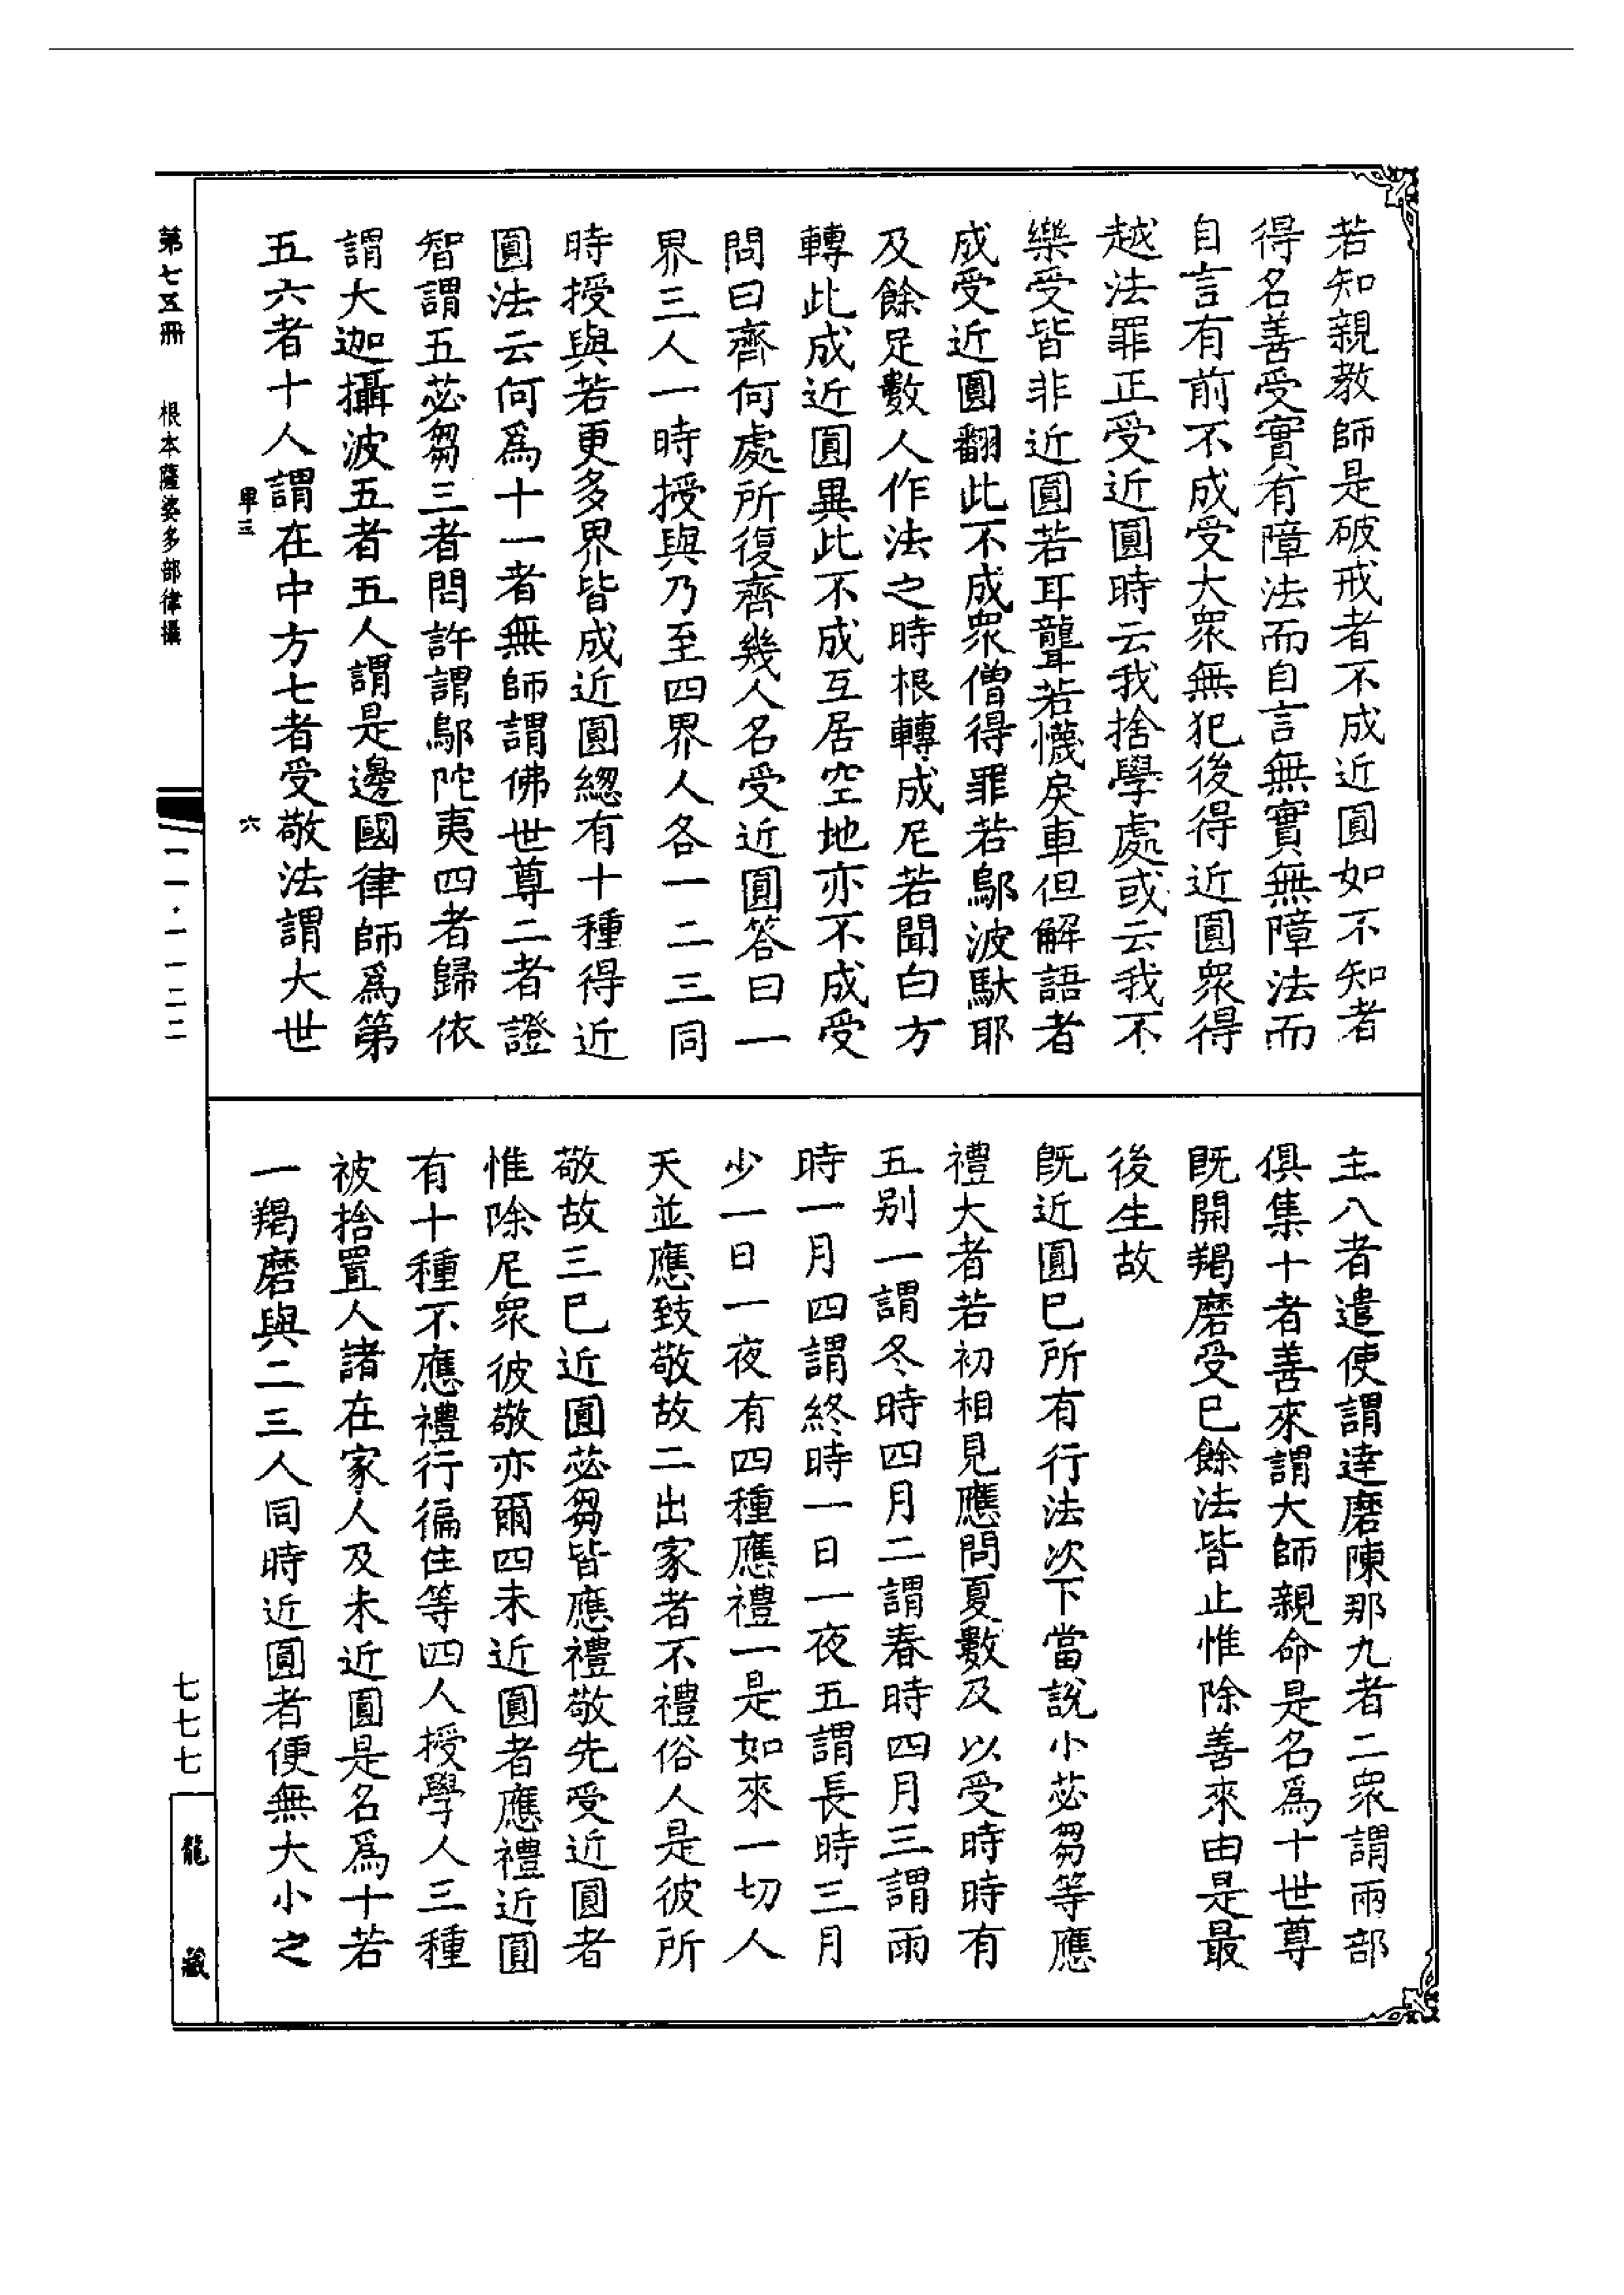 若知親教師是破戒者不成近圓如不知者
得名善受實有障法而自言無實無障法而
自言有前不成受大衆無犯後得近圓衆得
越法罪正受近圓時云我捨學處或云我不
樂受皆非近圓若耳聾若懱戾車但解語者
成受近圓翻此不成衆僧得罪若鄔波馱耶
及餘足數人作法之時根轉成尼若聞白方
轉此成近圓異此不成互居空地亦不成受
問曰齊何處所復齊幾人名受近圓答曰一
界三人一時授與乃至四界人各一二三同
時授與若更多界皆成近圓總有十種得近
圓法云何爲十一者無師謂佛世尊二者證
智謂五苾芻三者問許謂鄔陀夷四者歸依
謂大迦攝波五者五人謂是邊國律師爲第
五六者十人謂在中方七者受敬法謂大世
主八者遣使謂達磨陳那九者二衆謂兩部
俱集十者善來謂大師親命是名爲十世尊
既開羯磨受已餘法皆止惟除善來由是最
後生故
既近圓已所有行法次下當說小苾芻等應
禮大者若初相見應問夏數及以受時時有
五別一謂冬時四月二謂春時四月三謂雨
時一月四謂終時一日一夜五謂長時三月
少一日一夜有四種應禮一是如來一切人
天並應致敬故二出家者不禮俗人是彼所
敬故三已近圓苾芻皆應禮敬先受近圓者
惟除尼衆彼敬亦爾四未近圓者應禮近圓
有十種不應禮行徧住等四人授學人三種
被捨置人諸在家人及未近圓是名爲十若
一羯磨與二三人同時近圓者便無大小之
第七五冊
根本薩婆多部律攝
畢三
六
一一·一一二二
七七七
龍藏